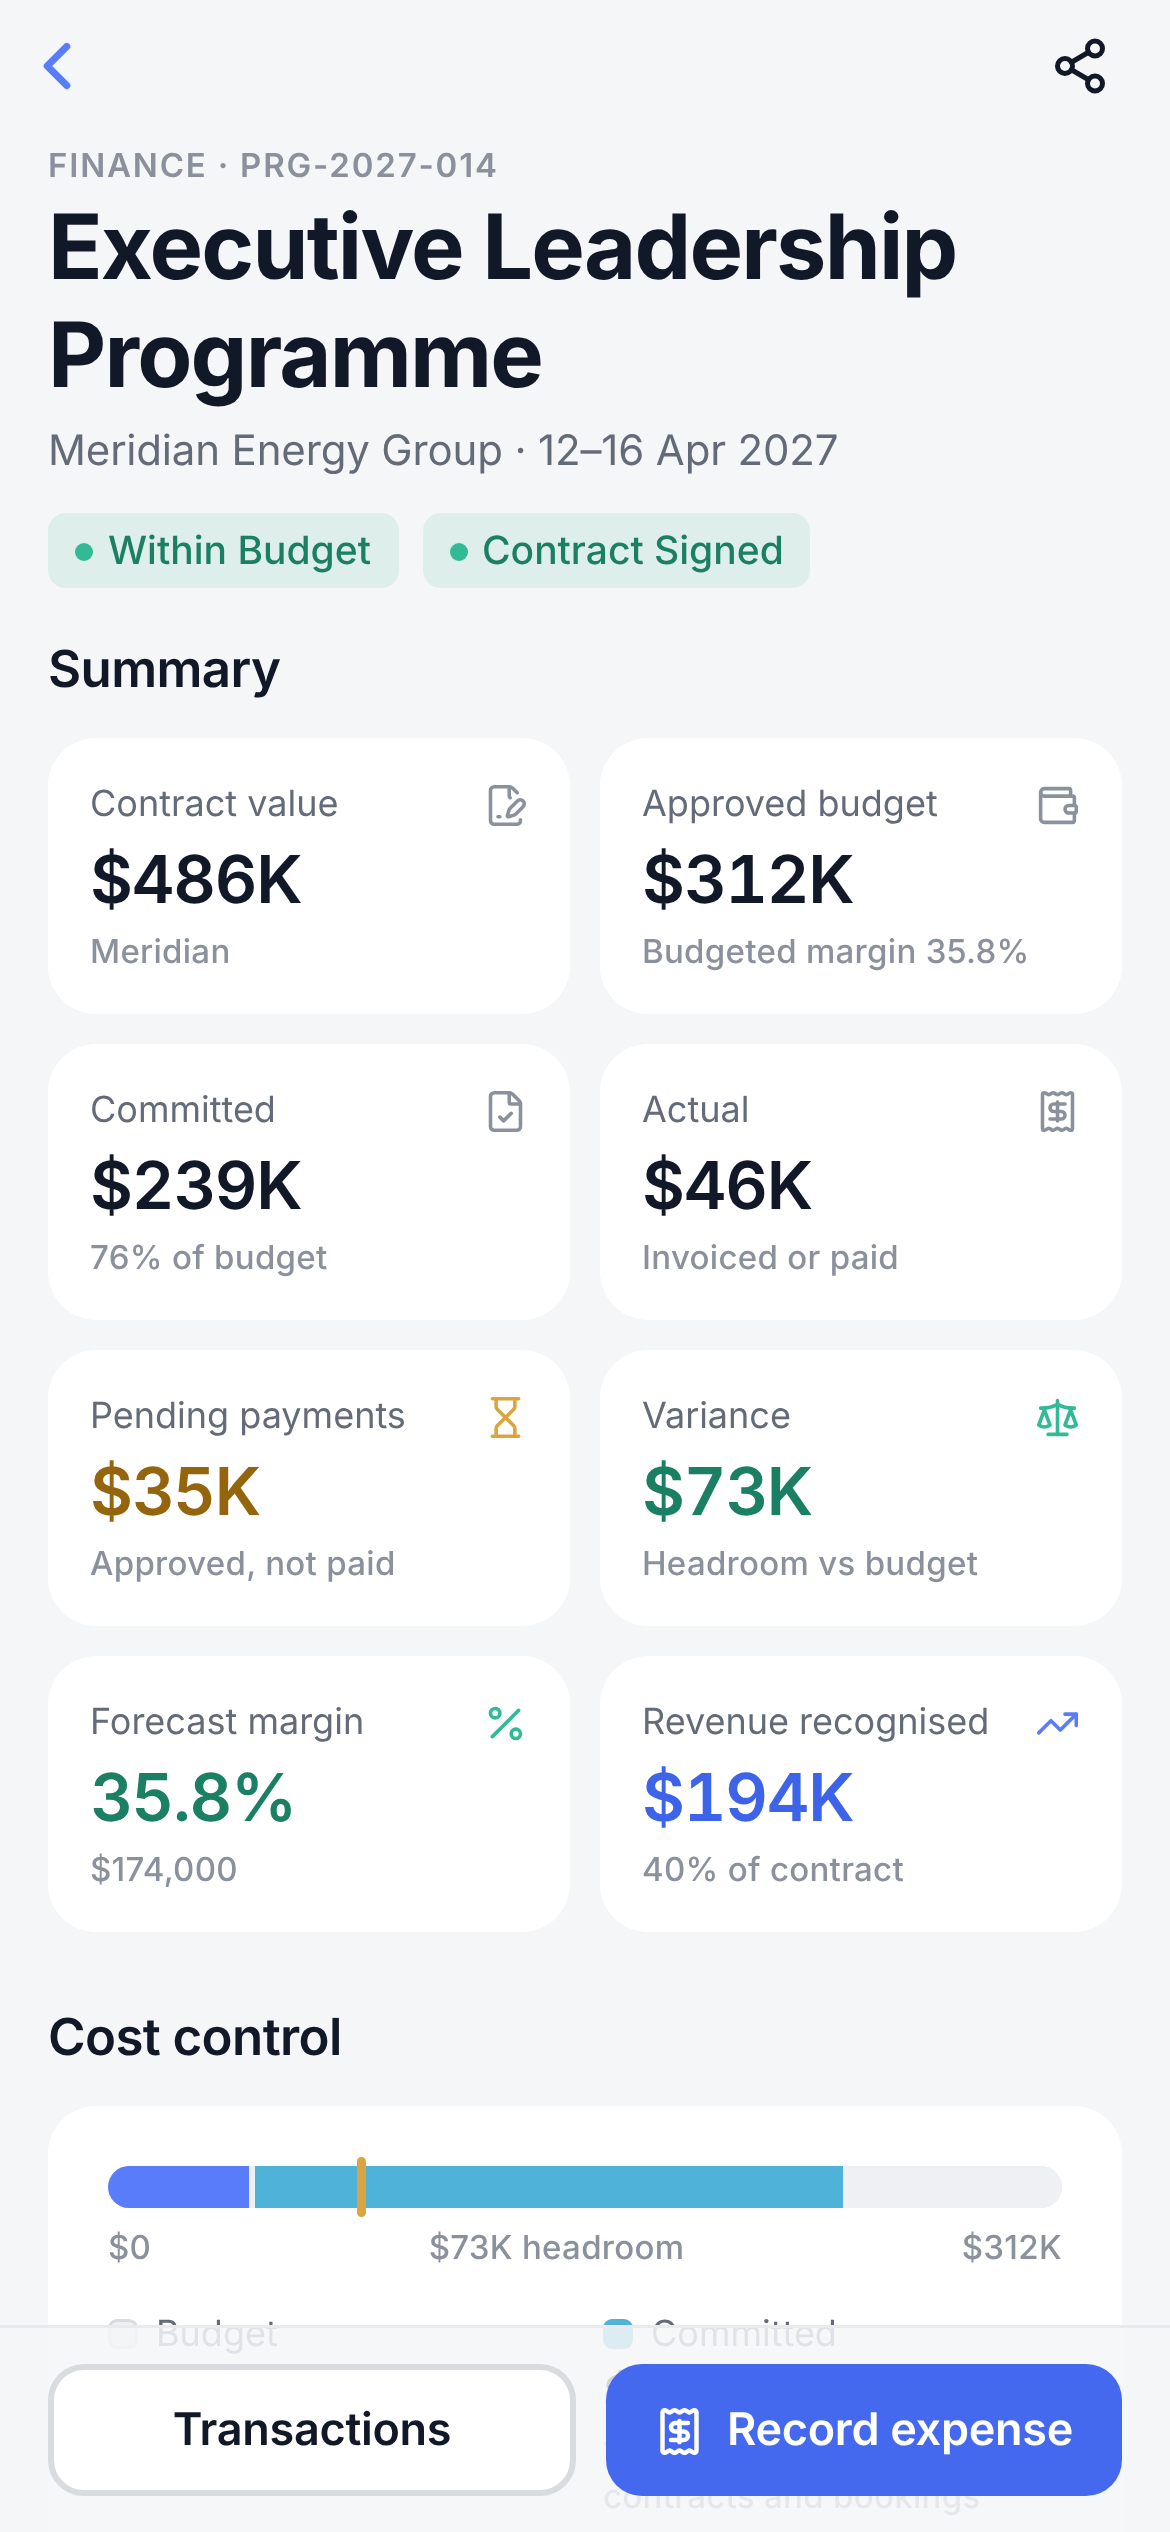 FINANCE · PRG-2027-014
Executive Leadership
Programme
Meridian Energy Group · 12–16 Apr 2027
Within Budget
Contract Signed
Summary
Contract value
$486K
Meridian
Approved budget
$312K
Budgeted margin 35.8%
Committed
$239K
76% of budget
Actual
$46K
Invoiced or paid
Pending payments
$35K
Approved, not paid
Variance
$73K
Headroom vs budget
Forecast margin
35.8%
$174,000
Revenue recognised
$194K
40% of contract
Cost control
$0
$73K headroom
$312K
Budget
Committed
Transactions
Record expense
contracts and bookings